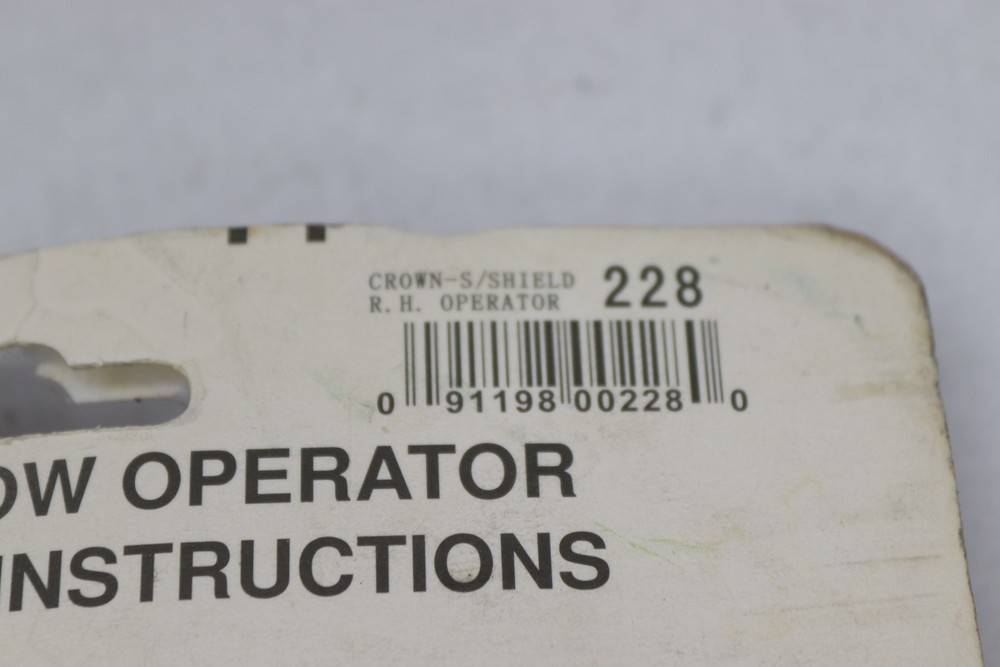 CROWN-S/SHIELD 228
R.H. OPERATOR
0 91198 00228 0
OW OPERATOR
INSTRUCTIONS